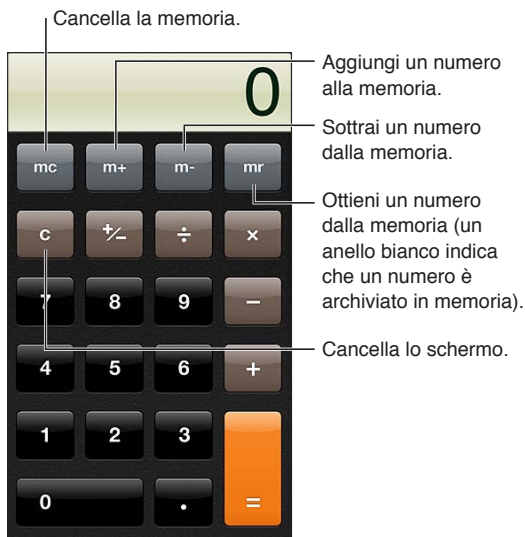 Cancella la memoria.
Aggiungi un numero
alla memoria.
Sottrai un numero
dalla memoria.
Ottieni un numero
dalla memoria (un
anello bianco indica
che un numero è
archiviato in memoria).
Cancella lo schermo.
0
mc m+ m- mr
c +/− ÷ ×
7 8 9 −
4 5 6 +
1 2 3
0 . =